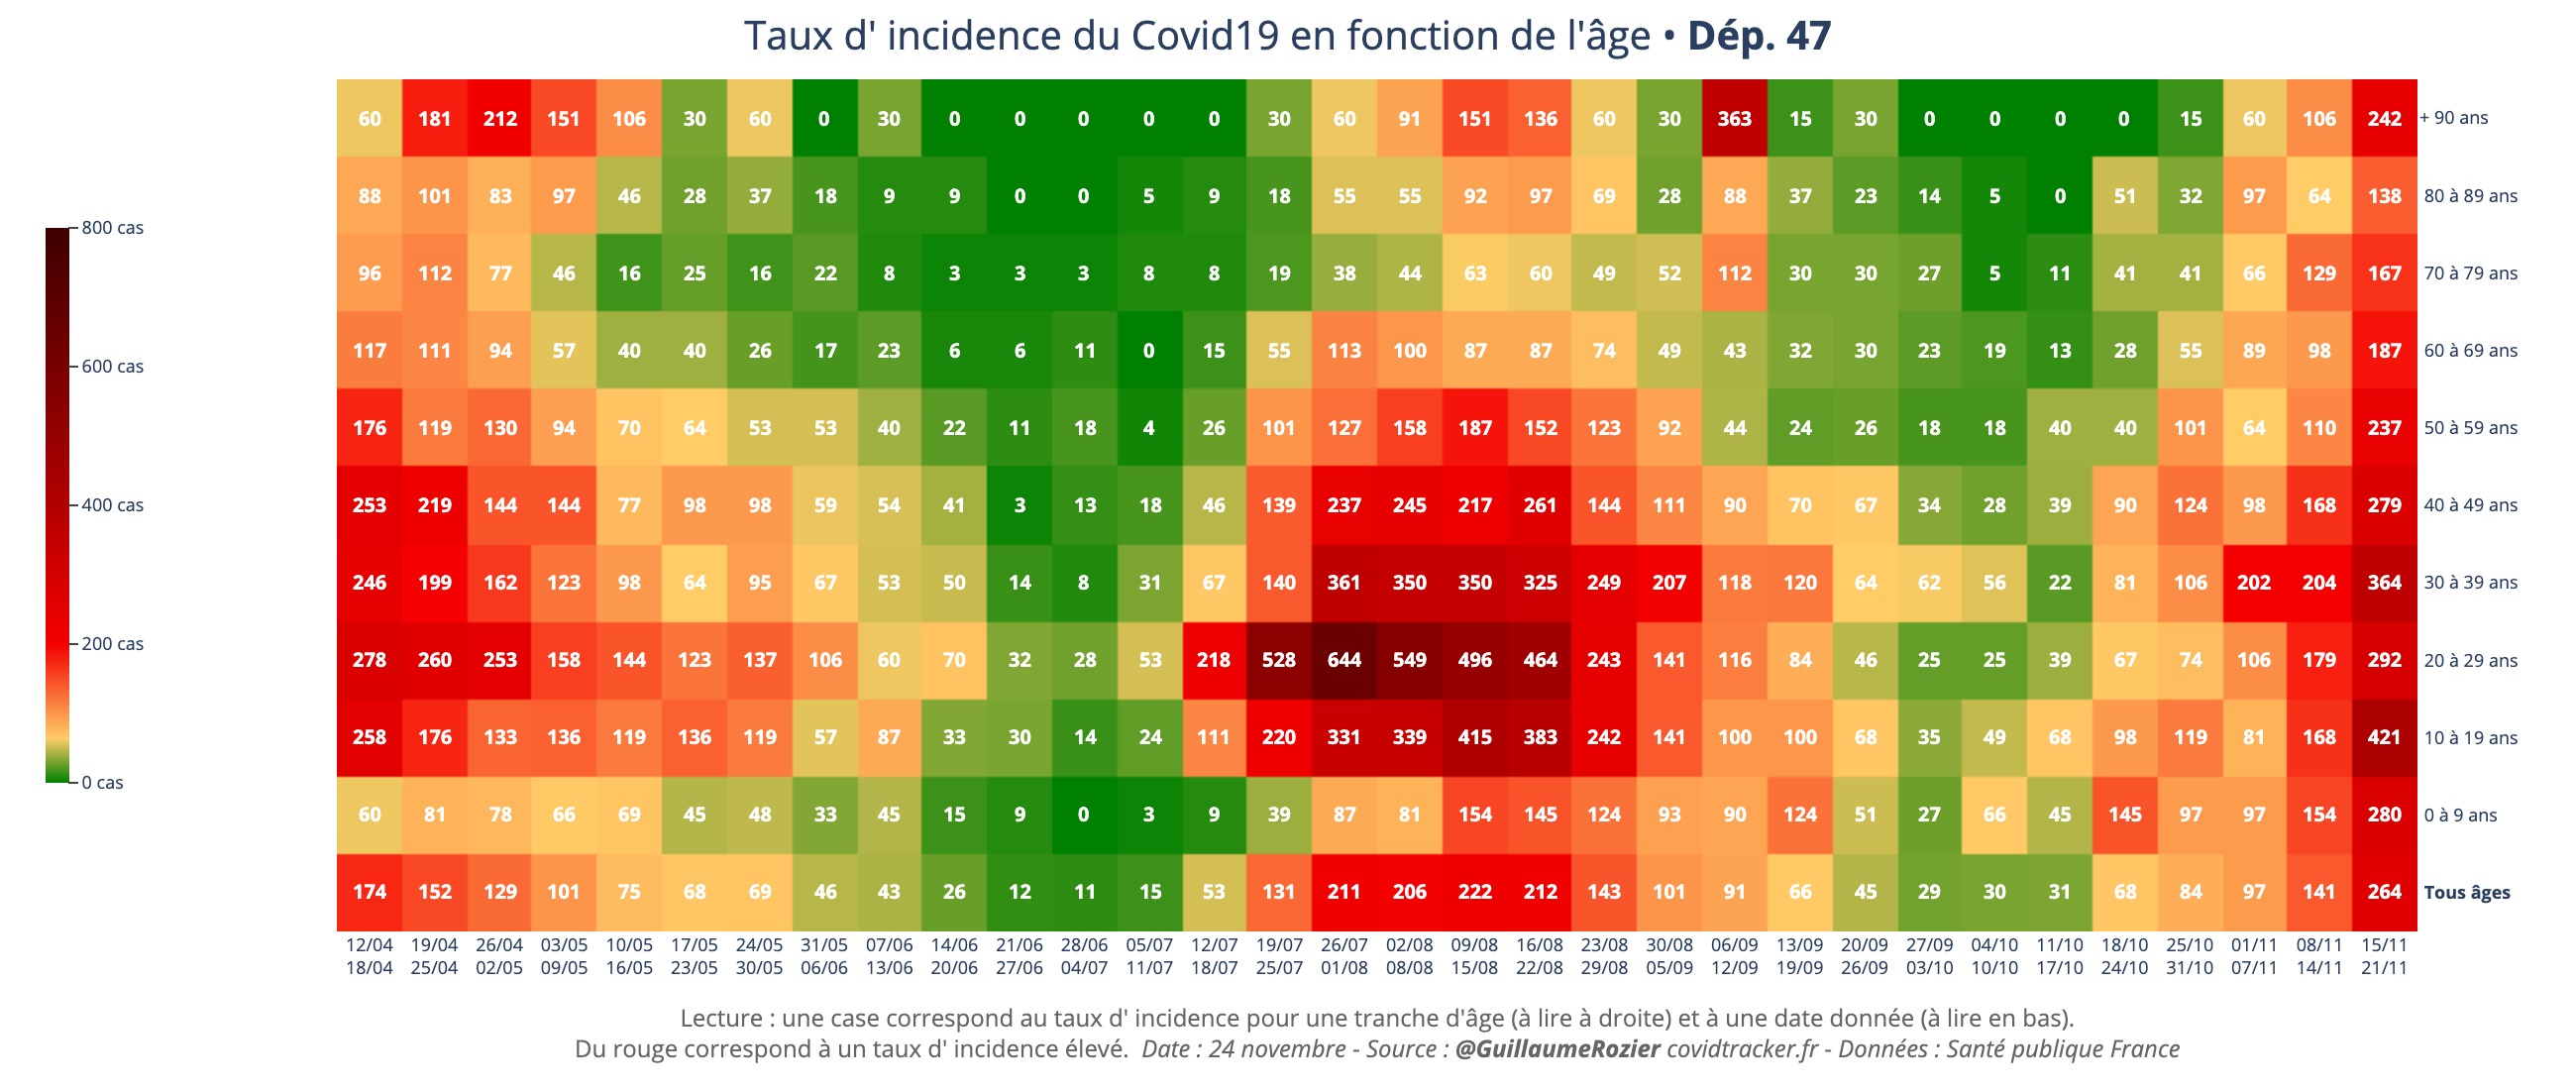 Taux d' incidence du Covid19 en fonction de l'âge • Dép. 47
800 cas
600 cas
400 cas
200 cas
0 cas
60 181 212 151 106 30 60 0 30 0 0 0 0 0 30 60 91 151 136 60 30 363 15 30 0 0 0 0 15 60 106 242 + 90 ans
88 101 83 97 46 28 37 18 9 9 0 0 5 9 18 55 55 92 97 69 28 88 37 23 14 5 0 51 32 97 64 138 80 à 89 ans
96 112 77 46 16 25 16 22 8 3 3 3 8 8 19 38 44 63 60 49 52 112 30 30 27 5 11 41 41 66 129 167 70 à 79 ans
117 111 94 57 40 40 26 17 23 6 6 11 0 15 55 113 100 87 87 74 49 43 32 30 23 19 13 28 55 89 98 187 60 à 69 ans
176 119 130 94 70 64 53 53 40 22 11 18 4 26 101 127 158 187 152 123 92 44 24 26 18 18 40 40 101 64 110 237 50 à 59 ans
253 219 144 144 77 98 98 59 54 41 3 13 18 46 139 237 245 217 261 144 111 90 70 67 34 28 39 90 124 98 168 279 40 à 49 ans
246 199 162 123 98 64 95 67 53 50 14 8 31 67 140 361 350 350 325 249 207 118 120 64 62 56 22 81 106 202 204 364 30 à 39 ans
278 260 253 158 144 123 137 106 60 70 32 28 53 218 528 644 549 496 464 243 141 116 84 46 25 25 39 67 74 106 179 292 20 à 29 ans
258 176 133 136 119 136 119 57 87 33 30 14 24 111 220 331 339 415 383 242 141 100 100 68 35 49 68 98 119 81 168 421 10 à 19 ans
60 81 78 66 69 45 48 33 45 15 9 0 3 9 39 87 81 154 145 124 93 90 124 51 27 66 45 145 97 97 154 280 0 à 9 ans
174 152 129 101 75 68 69 46 43 26 12 11 15 53 131 211 206 222 212 143 101 91 66 45 29 30 31 68 84 97 141 264 Tous âges
12/04 19/04 26/04 03/05 10/05 17/05 24/05 31/05 07/06 14/06 21/06 28/06 05/07 12/07 19/07 26/07 02/08 09/08 16/08 23/08 30/08 06/09 13/09 20/09 27/09 04/10 11/10 18/10 25/10 01/11 08/11 15/11
18/04 25/04 02/05 09/05 16/05 23/05 30/05 06/06 13/06 20/06 27/06 04/07 11/07 18/07 25/07 01/08 08/08 15/08 22/08 29/08 05/09 12/09 19/09 26/09 03/10 10/10 17/10 24/10 31/10 07/11 14/11 21/11
Lecture : une case correspond au taux d' incidence pour une tranche d'âge (à lire à droite) et à une date donnée (à lire en bas).
Du rouge correspond à un taux d' incidence élevé. Date : 24 novembre - Source : @GuillaumeRozier covidtracker.fr - Données : Santé publique France